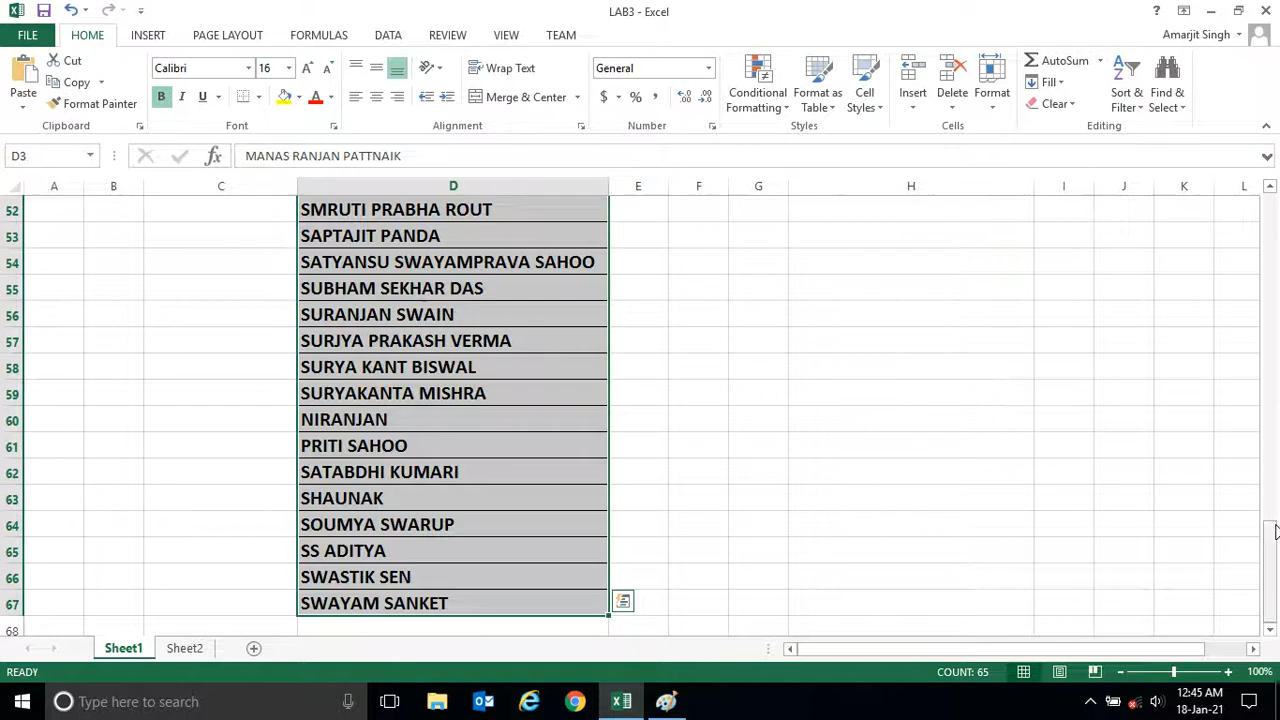 LAB3 - Excel
?
FILE
HOME
INSERT
PAGE LAYOUT
FORMULAS
DATA
REVIEW
VIEW
TEAM
Amarjit Singh
Paste
Cut
Copy
Format Painter
Clipboard
Calibri
16
B I U
Font
Wrap Text
Merge & Center
Alignment
General
$ % ,
Number
Conditional Formatting
Format as Table
Cell Styles
Styles
Insert
Delete
Format
Cells
AutoSum
Fill
Clear
Sort & Filter
Find & Select
Editing
D3
fx
MANAS RANJAN PATTNAIK
A B C D E F G H I J K L
52 SMRUTI PRABHA ROUT
53 SAPTAJIT PANDA
54 SATYANSU SWAYAMPRAVA SAHOO
55 SUBHAM SEKHAR DAS
56 SURANJAN SWAIN
57 SURJYA PRAKASH VERMA
58 SURYA KANT BISWAL
59 SURYAKANTA MISHRA
60 NIRANJAN
61 PRITI SAHOO
62 SATABDHI KUMARI
63 SHAUNAK
64 SOUMYA SWARUP
65 SS ADITYA
66 SWASTIK SEN
67 SWAYAM SANKET
68
Sheet1
Sheet2
READY
COUNT: 65
100%
Type here to search
12:45 AM
18-Jan-21